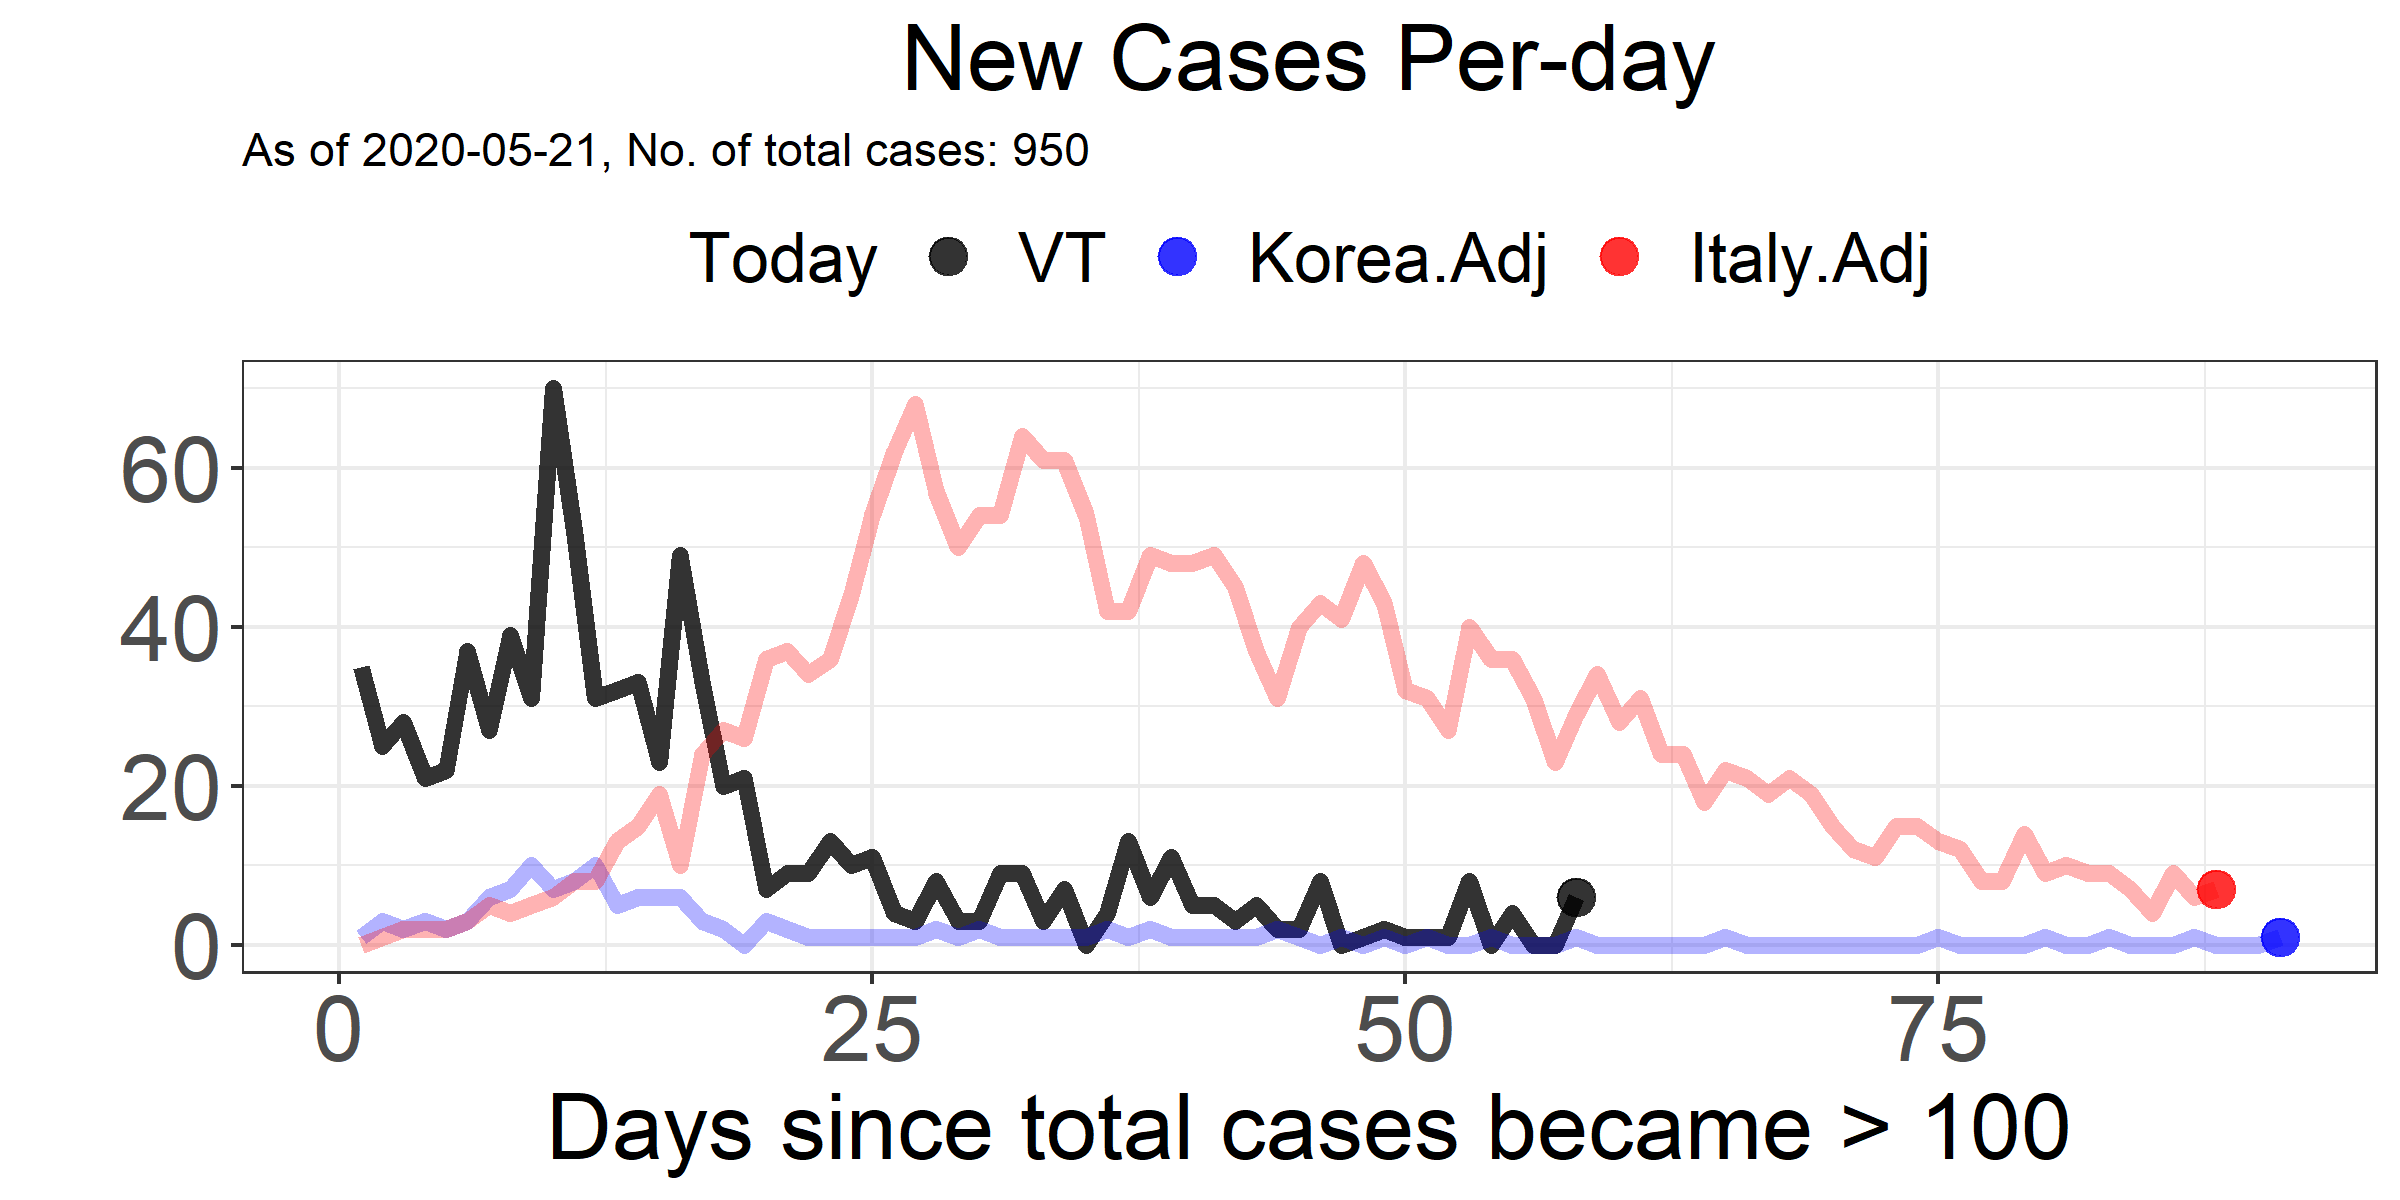 New Cases Per-day
As of 2020-05-21, No. of total cases: 950
Today VT Korea.Adj Italy.Adj
60
40
20
0
0 25 50 75
Days since total cases became > 100